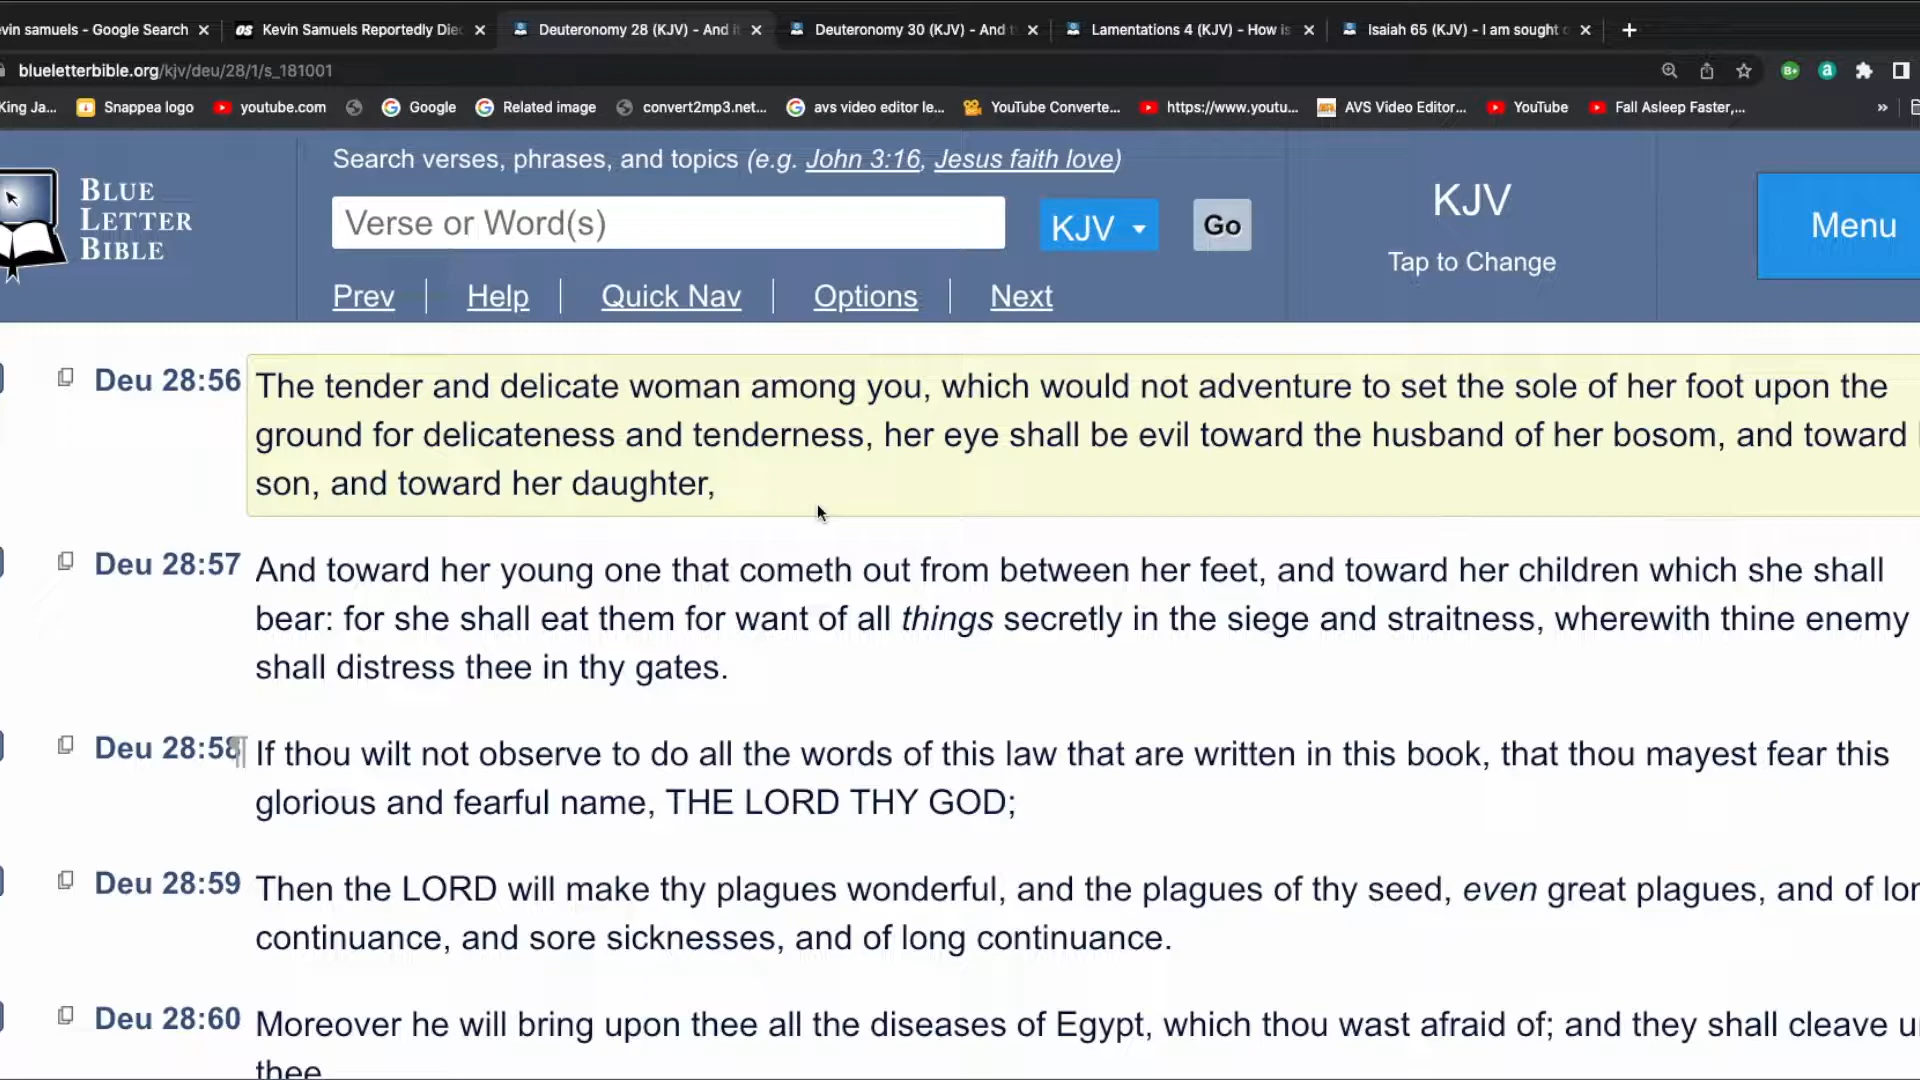 vin samuels - Google Search
Kevin Samuels Reportedly Die
Deuteronomy 28 (KJV) - And i
Deuteronomy 30 (KJV) - And t
Lamentations 4 (KJV) - How is
Isaiah 65 (KJV) - I am sought
blueletterbible.org/kjv/deu/28/1/s_181001
King Ja...
Snappea logo
youtube.com
Google
Related image
convert2mp3.net...
avs video editor le...
YouTube Converte...
https://www.youtu...
AVS Video Editor...
YouTube
Fall Asleep Faster,...
BLUE
LETTER
BIBLE
Search verses, phrases, and topics (e.g. John 3:16, Jesus faith love)
Verse or Word(s)
KJV
Go
Prev
Help
Quick Nav
Options
Next
KJV
Tap to Change
Menu
Deu 28:56 The tender and delicate woman among you, which would not adventure to set the sole of her foot upon the
ground for delicateness and tenderness, her eye shall be evil toward the husband of her bosom, and toward
son, and toward her daughter,
Deu 28:57 And toward her young one that cometh out from between her feet, and toward her children which she shall
bear: for she shall eat them for want of all things secretly in the siege and straitness, wherewith thine enemy
shall distress thee in thy gates.
Deu 28:58 ¶ If thou wilt not observe to do all the words of this law that are written in this book, that thou mayest fear this
glorious and fearful name, THE LORD THY GOD;
Deu 28:59 Then the LORD will make thy plagues wonderful, and the plagues of thy seed, even great plagues, and of lon
continuance, and sore sicknesses, and of long continuance.
Deu 28:60 Moreover he will bring upon thee all the diseases of Egypt, which thou wast afraid of; and they shall cleave u
thee.